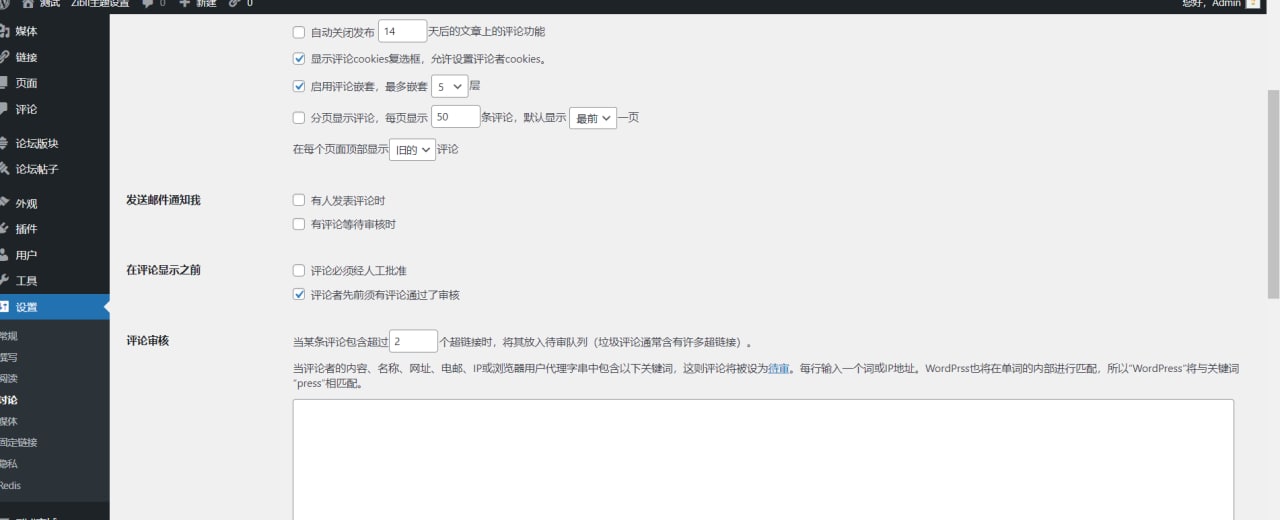 测试 Zibll主题设置 0 新建 0 您好, Admin
媒体
链接
页面
评论
论坛版块
论坛帖子
外观
插件
用户
工具
设置
常规
撰写
阅读
讨论
媒体
固定链接
隐私
Redis
自动关闭发布 14 天后的文章上的评论功能
显示评论cookies复选框，允许设置评论者cookies。
启用评论嵌套，最多嵌套 5 层
分页显示评论，每页显示 50 条评论，默认显示 最前 一页
在每个页面顶部显示 旧的 评论
发送邮件通知我
有人发表评论时
有评论等待审核时
在评论显示之前
评论必须经人工批准
评论者先前须有评论通过了审核
评论审核
当某条评论包含超过 2 个超链接时，将其放入待审队列（垃圾评论通常含有许多超链接）。
当评论者的内容、名称、网址、电邮、IP或浏览器用户代理字串中包含以下关键词，这则评论将被设为待审。每行输入一个词或IP地址。WordPrss也将在单词的内部进行匹配，所以“WordPress”将与关键词
“press”相匹配。